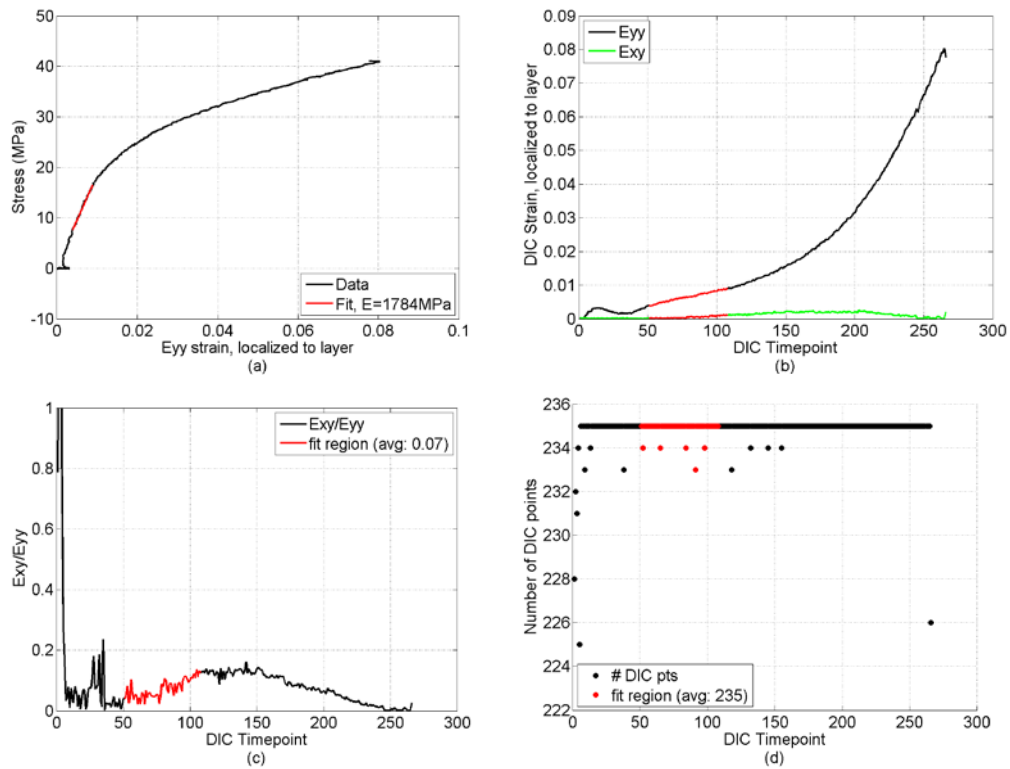 50
40
30
20
10
0
-10
Stress (MPa)
Data
Fit, E=1784MPa
0
0.02
0.04
0.06
0.08
0.1
Eyy strain, localized to layer
(a)
0.09
0.08
0.07
0.06
0.05
0.04
0.03
0.02
0.01
0
DIC Strain, localized to layer
Eyy
Exy
0
50
100
150
200
250
300
DIC Timepoint
(b)
1
0.8
0.6
0.4
0.2
0
Exy/Eyy
Exy/Eyy
fit region (avg: 0.07)
0
50
100
150
200
250
300
DIC Timepoint
(c)
236
234
232
230
228
226
224
222
Number of DIC points
# DIC pts
fit region (avg: 235)
0
50
100
150
200
250
300
DIC Timepoint
(d)